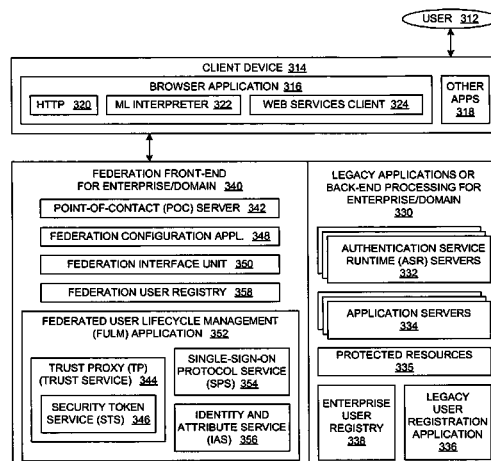 USER 312
CLIENT DEVICE 314
BROWSER APPLICATION 316
HTTP 320
ML INTERPRETER 322
WEB SERVICES CLIENT 324
OTHER
APPS
318
FEDERATION FRONT-END
FOR ENTERPRISE/DOMAIN 340
POINT-OF-CONTACT (POC) SERVER 342
FEDERATION CONFIGURATION APPL. 348
FEDERATION INTERFACE UNIT 350
FEDERATION USER REGISTRY 358
FEDERATED USER LIFECYCLE MANAGEMENT
(FULM) APPLICATION 352
TRUST PROXY (TP)
(TRUST SERVICE) 344
SECURITY TOKEN
SERVICE (STS) 346
SINGLE-SIGN-ON
PROTOCOL SERVICE
(SPS) 354
IDENTITY AND
ATTRIBUTE SERVICE
(IAS) 356
LEGACY APPLICATIONS OR
BACK-END PROCESSING FOR
ENTERPRISE/DOMAIN
330
AUTHENTICATION SERVICE
RUNTIME (ASR) SERVERS
332
APPLICATION SERVERS
334
PROTECTED RESOURCES
335
ENTERPRISE
USER
REGISTRY
338
LEGACY
USER
REGISTRATION
APPLICATION
336